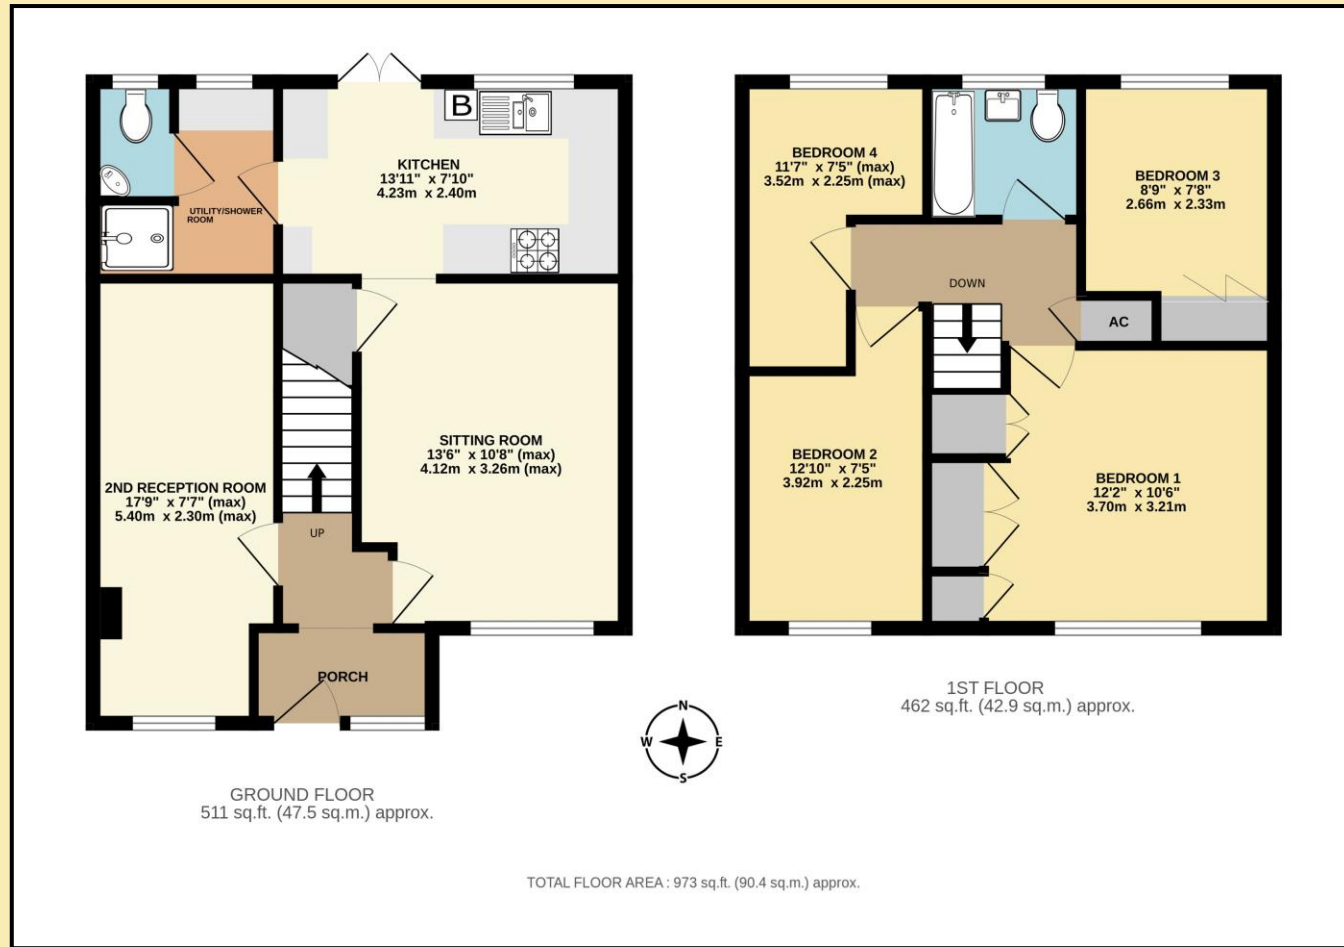 B
KITCHEN
13'11" x 7'10"
4.23m x 2.40m
UTILITY/SHOWER
ROOM
2ND RECEPTION ROOM
17'9" x 7'7" (max)
5.40m x 2.30m (max)
SITTING ROOM
13'6" x 10'8" (max)
4.12m x 3.26m (max)
UP
PORCH
GROUND FLOOR
511 sq.ft. (47.5 sq.m.) approx.
BEDROOM 4
11'7" x 7'5" (max)
3.52m x 2.25m (max)
BEDROOM 3
8'9" x 7'8"
2.66m x 2.33m
DOWN
AC
BEDROOM 2
12'10" x 7'5"
3.92m x 2.25m
BEDROOM 1
12'2" x 10'6"
3.70m x 3.21m
1ST FLOOR
462 sq.ft. (42.9 sq.m.) approx.
N
W E
S
TOTAL FLOOR AREA : 973 sq.ft. (90.4 sq.m.) approx.